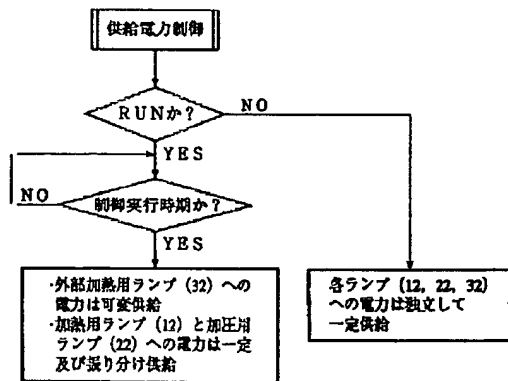 供給電力制御
RUNか?
NO
YES
NO
制御実行時期か?
YES
・外部加熱用ランプ (32) への
電力は可変供給
・加熱用ランプ (12) と加圧用
ランプ (22) への電力は一定
及び振り分け供給
各ランプ (12, 22, 32)
への電力は独立して
一定供給